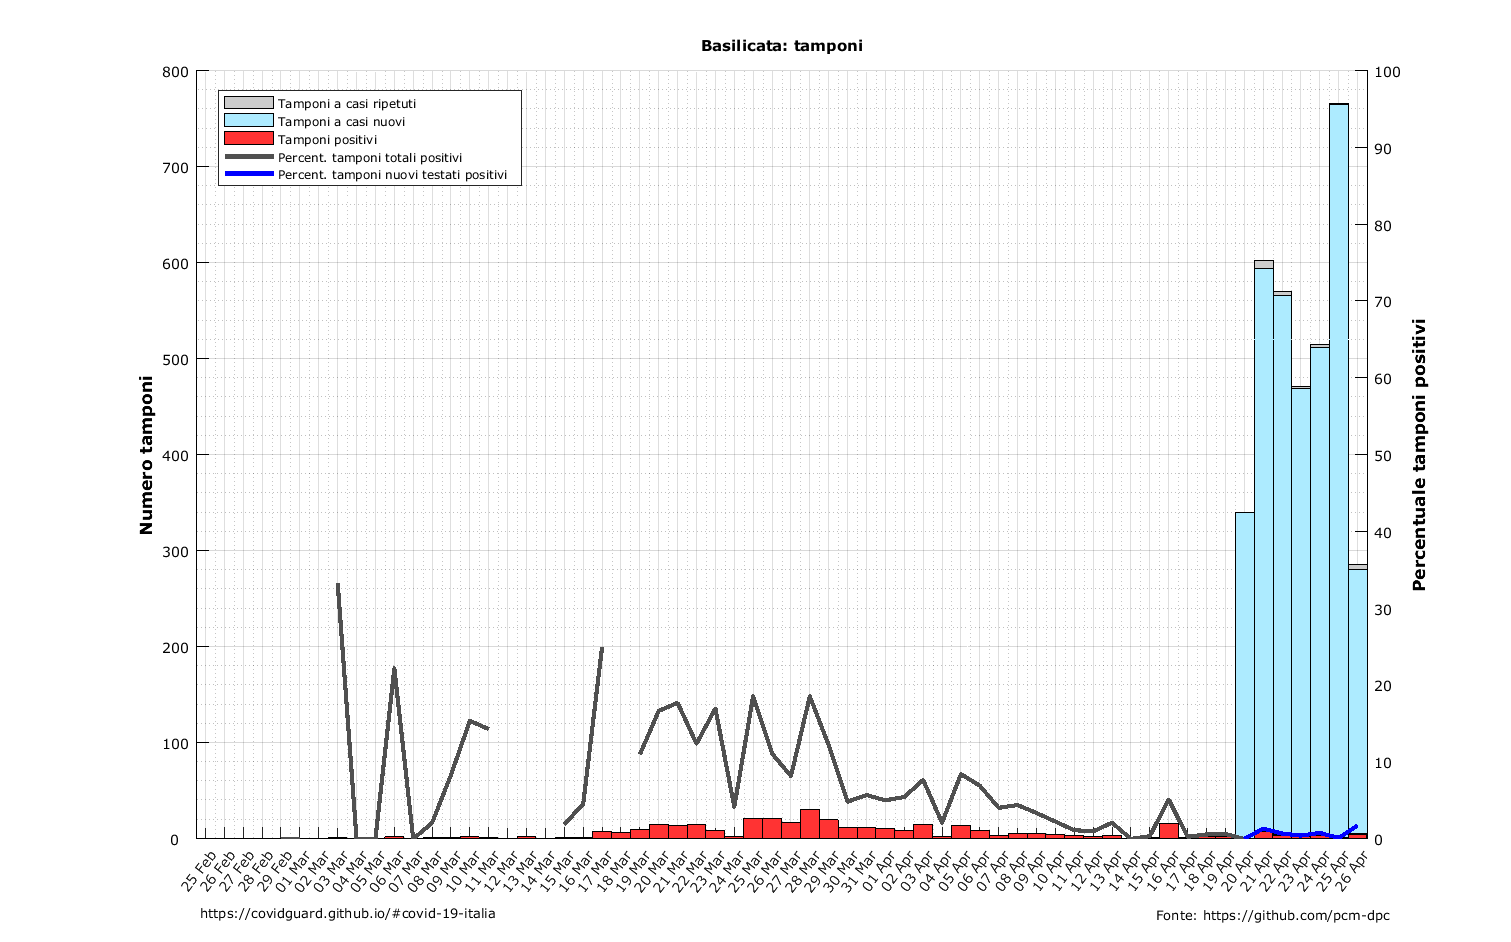 Basilicata: tamponi
800
700
600
500
400
300
200
100
0
Numero tamponi
Tamponi a casi ripetuti
Tamponi a casi nuovi
Tamponi positivi
Percent. tamponi totali positivi
Percent. tamponi nuovi testati positivi
100
90
80
70
60
50
40
30
20
10
0
Percentuale tamponi positivi
25 Feb
26 Feb
27 Feb
28 Feb
29 Feb
01 Mar
02 Mar
03 Mar
04 Mar
05 Mar
06 Mar
07 Mar
08 Mar
09 Mar
10 Mar
11 Mar
12 Mar
13 Mar
14 Mar
15 Mar
16 Mar
17 Mar
18 Mar
19 Mar
20 Mar
21 Mar
22 Mar
23 Mar
24 Mar
25 Mar
26 Mar
27 Mar
28 Mar
29 Mar
30 Mar
31 Mar
01 Apr
02 Apr
03 Apr
04 Apr
05 Apr
06 Apr
07 Apr
08 Apr
09 Apr
10 Apr
11 Apr
12 Apr
13 Apr
14 Apr
15 Apr
16 Apr
17 Apr
18 Apr
19 Apr
20 Apr
21 Apr
22 Apr
23 Apr
24 Apr
25 Apr
26 Apr
https://covidguard.github.io/#covid-19-italia
Fonte: https://github.com/pcm-dpc